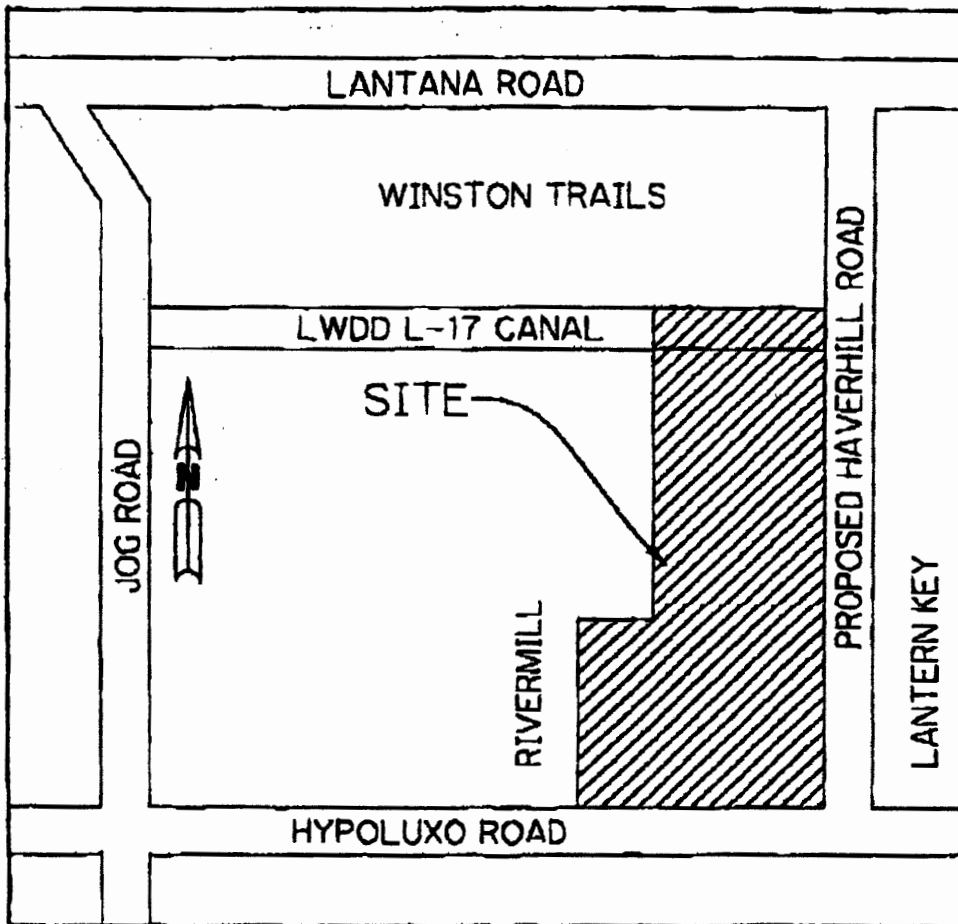 LANTANA ROAD
WINSTON TRAILS
LWDD L-17 CANAL
SITE
N
JOG ROAD
PROPOSED HAVERHILL ROAD
RIVERMILL
LANTERN KEY
HYPOLUXO ROAD